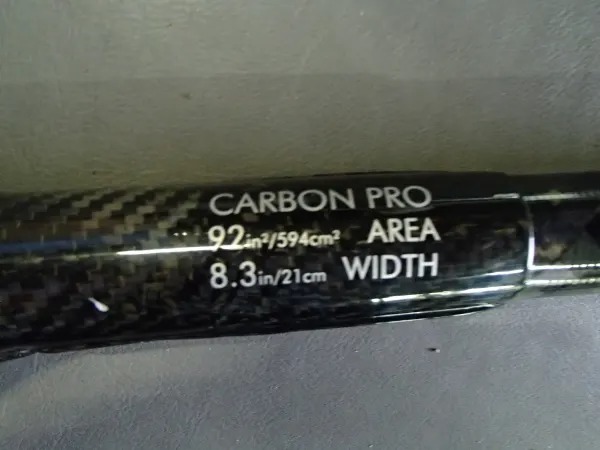 CARBON PRO
92in²/594cm² AREA
8.3in/21cm WIDTH